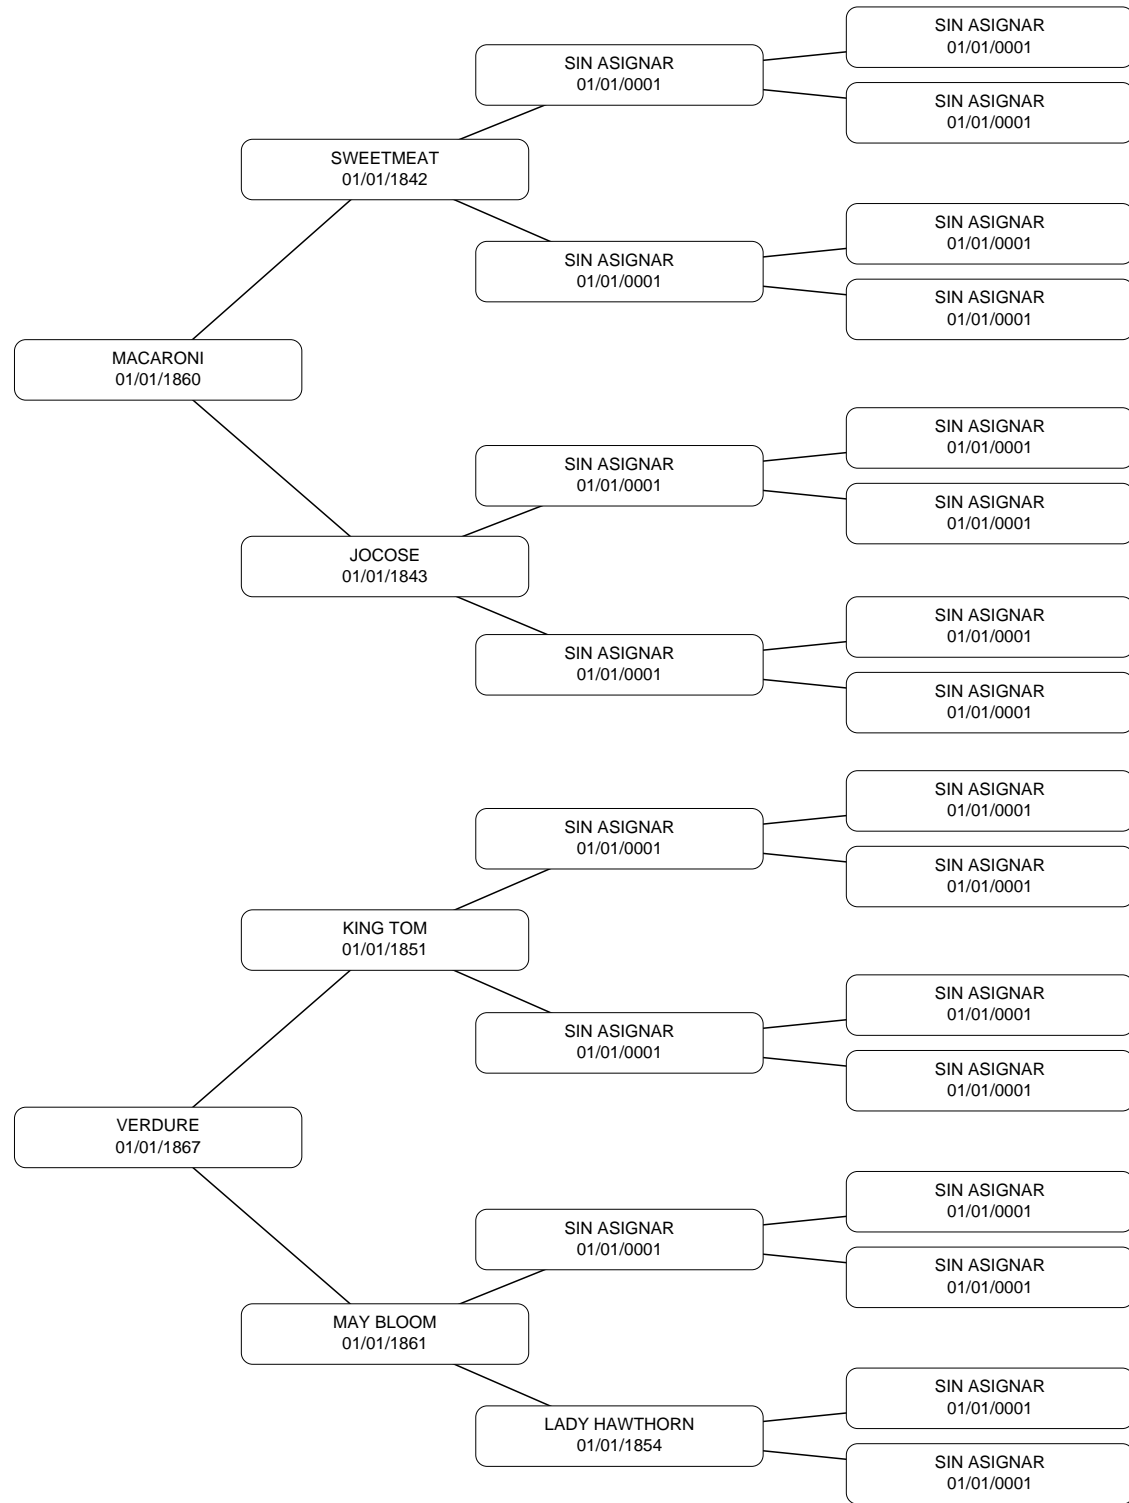 SIN ASIGNAR
01/01/0001
SIN ASIGNAR
01/01/0001
SIN ASIGNAR
01/01/0001
SWEETMEAT
01/01/1842
SIN ASIGNAR
01/01/0001
SIN ASIGNAR
01/01/0001
SIN ASIGNAR
01/01/0001
MACARONI
01/01/1860
SIN ASIGNAR
01/01/0001
SIN ASIGNAR
01/01/0001
SIN ASIGNAR
01/01/0001
JOCOSE
01/01/1843
SIN ASIGNAR
01/01/0001
SIN ASIGNAR
01/01/0001
SIN ASIGNAR
01/01/0001
SIN ASIGNAR
01/01/0001
SIN ASIGNAR
01/01/0001
SIN ASIGNAR
01/01/0001
KING TOM
01/01/1851
SIN ASIGNAR
01/01/0001
SIN ASIGNAR
01/01/0001
SIN ASIGNAR
01/01/0001
VERDURE
01/01/1867
SIN ASIGNAR
01/01/0001
SIN ASIGNAR
01/01/0001
SIN ASIGNAR
01/01/0001
MAY BLOOM
01/01/1861
SIN ASIGNAR
01/01/0001
LADY HAWTHORN
01/01/1854
SIN ASIGNAR
01/01/0001